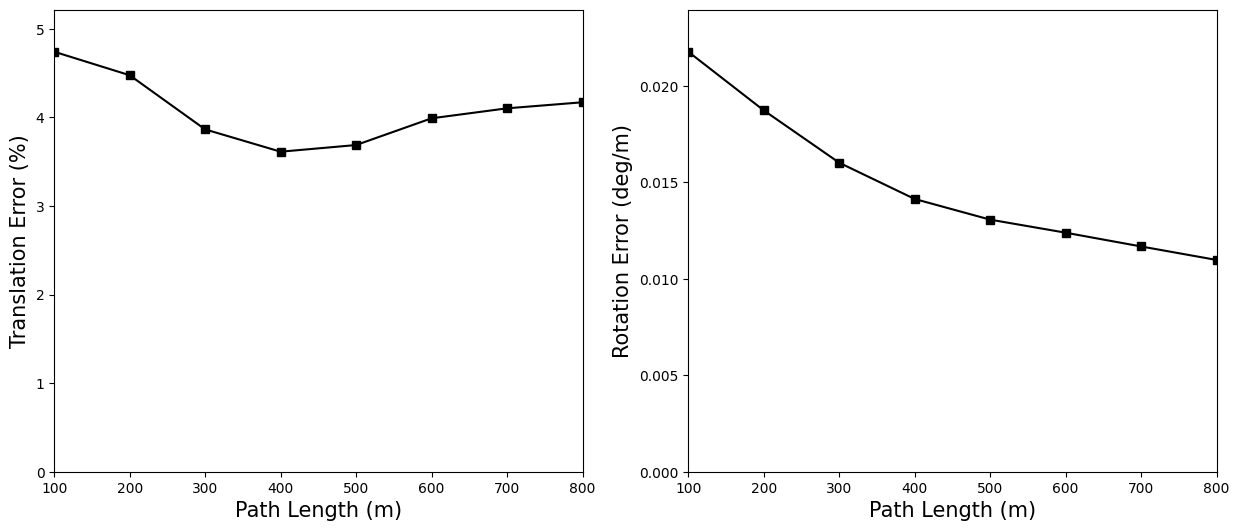 Translation Error (%)
5
4
3
2
1
0
100 200 300 400 500 600 700 800
Path Length (m)
Rotation Error (deg/m)
0.020
0.015
0.010
0.005
0.000
100 200 300 400 500 600 700 800
Path Length (m)